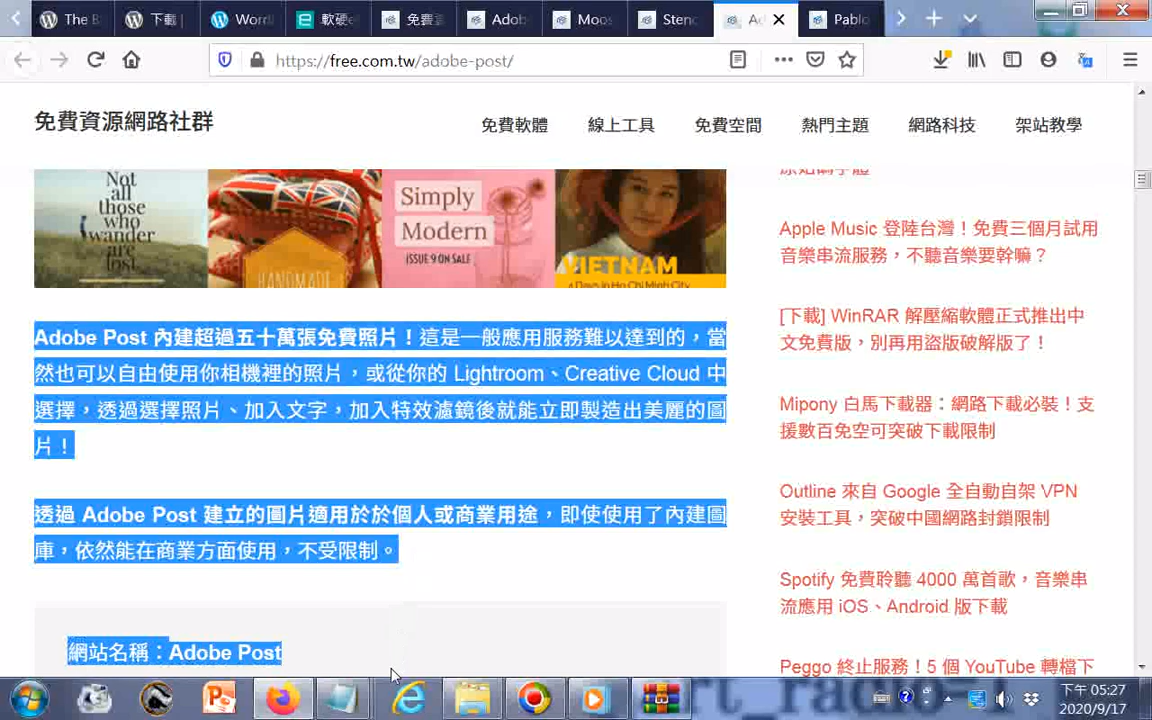 The B
下載 |
Word
軟硬e
免費資
Adob
Moos
Stenc
Ad
Pablo
https://free.com.tw/adobe-post/
免費資源網路社群
免費軟體
線上工具
免費空間
熱門主題
網路科技
架站教學
Not
all
those
who
wander
are
lost
HANDMADE
Simply
Modern
ISSUE 9 ON SALE
VIETNAM
4 Days in Ho Chi Minh City
Adobe Post 內建超過五十萬張免費照片！這是一般應用服務難以達到的，當
然也可以自由使用你相機裡的照片，或從你的 Lightroom、Creative Cloud 中
選擇，透過選擇照片、加入文字，加入特效濾鏡後就能立即製造出美麗的圖
片！
透過 Adobe Post 建立的圖片適用於於個人或商業用途，即使使用了內建圖
庫，依然能在商業方面使用，不受限制。
網站名稱：Adobe Post
原始碼字體
Apple Music 登陸台灣！免費三個月試用
音樂串流服務，不聽音樂要幹嘛？
[下載] WinRAR 解壓縮軟體正式推出中
文免費版，別再用盜版破解版了！
Mipony 白馬下載器：網路下載必裝！支
援數百免空可突破下載限制
Outline 來自 Google 全自動自架 VPN
安裝工具，突破中國網路封鎖限制
Spotify 免費聆聽 4000 萬首歌，音樂串
流應用 iOS、Android 版下載
Peggo 終止服務！5 個 YouTube 轉檔下
下午 05:27
2020/9/17